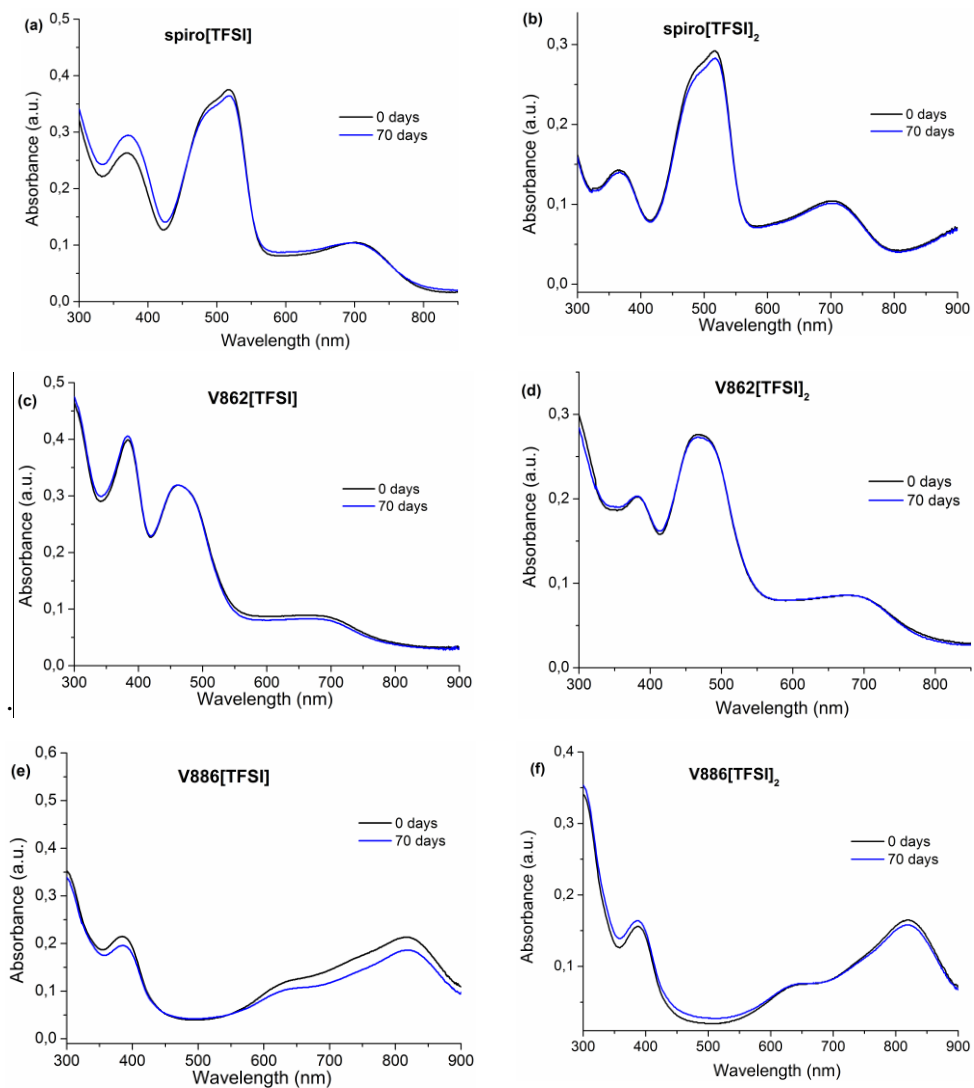 (a)
spiro[TFSI]
0,5
0,4
0,3
0,2
0,1
0,0
Absorbance (a.u.)
0 days
70 days
300 400 500 600 700 800
Wavelength (nm)
(b)
spiro[TFSI]₂
0,3
0,2
0,1
0,0
Absorbance (a.u.)
0 days
70 days
300 400 500 600 700 800 900
Wavelength (nm)
(c)
V862[TFSI]
0,5
0,4
0,3
0,2
0,1
0,0
Absorbance (a.u.)
0 days
70 days
300 400 500 600 700 800 900
Wavelength (nm)
(d)
V862[TFSI]₂
0,3
0,2
0,1
0,0
Absorbance (a.u.)
0 days
70 days
300 400 500 600 700 800
Wavelength (nm)
(e)
V886[TFSI]
0,6
0,5
0,4
0,3
0,2
0,1
0,0
Absorbance (a.u.)
0 days
70 days
300 400 500 600 700 800 900
Wavelength (nm)
(f)
V886[TFSI]₂
0,4
0,3
0,2
0,1
Absorbance (a.u.)
0 days
70 days
300 400 500 600 700 800 900
Wavelength (nm)